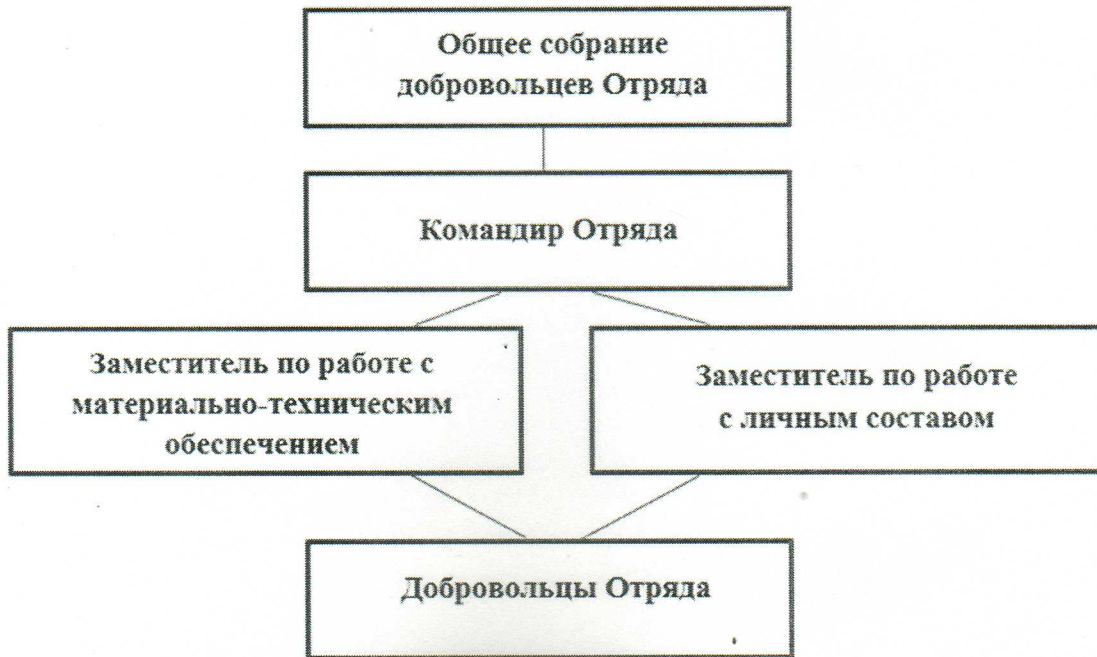 Общее собрание
добровольцев Отряда
Командир Отряда
Заместитель по работе с
материально-техническим
обеспечением
Заместитель по работе
с личным составом
Добровольцы Отряда